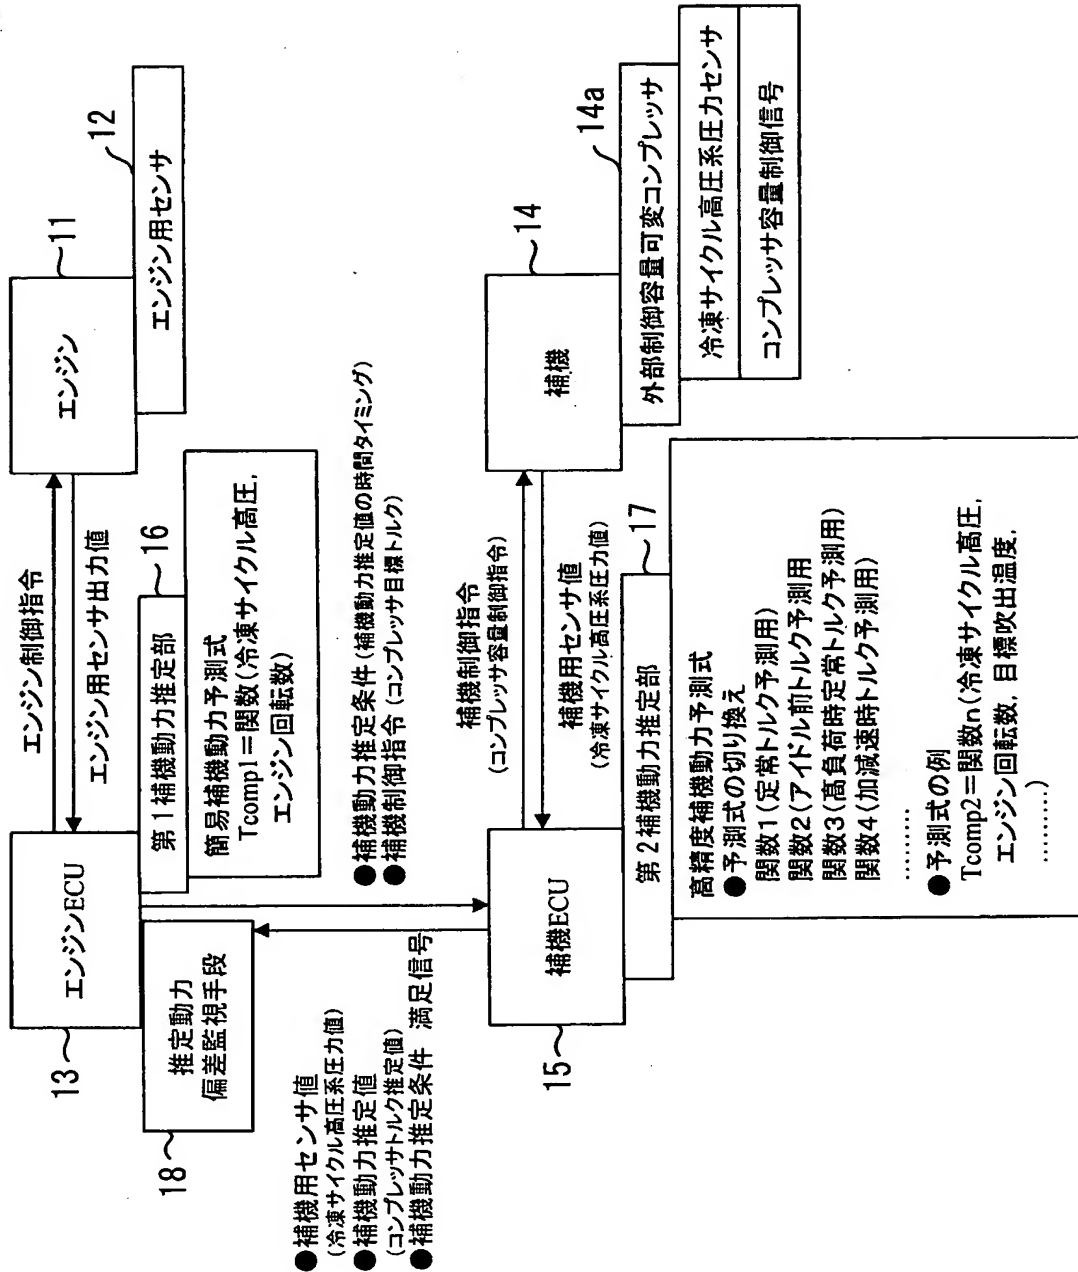 エンジン制御指令
エンジン用センサ出力値
13
エンジンECU
エンジン
11
エンジン用センサ
12
18
推定動力
偏差監視手段
第1補機動力推定部
16
簡易補機動力予測式
Tcomp1=関数(冷凍サイクル高圧,
エンジン回転数)
●補機動力推定条件(補機動力推定値の時間タイミング)
●補機制御指令(コンプレッサ目標トルク)
●補機用センサ値
(冷凍サイクル高圧系圧力値)
●補機動力推定値
(コンプレッサトルク推定値)
●補機動力推定条件 満足信号
補機制御指令
(コンプレッサ容量制御指令)
補機用センサ値
(冷凍サイクル高圧系圧力値)
15
補機ECU
補機
14
外部制御容量可変コンプレッサ
14a
冷凍サイクル高圧系圧力センサ
コンプレッサ容量制御信号
第2補機動力推定部
17
高精度補機動力予測式
●予測式の切り換え
関数1(定常トルク予測用)
関数2(アイドル前トルク予測用
関数3(高負荷時定常トルク予測用)
関数4(加減速時トルク予測用)
………
●予測式の例
Tcomp2=関数n(冷凍サイクル高圧,
エンジン回転数, 目標吹出温度,
………)